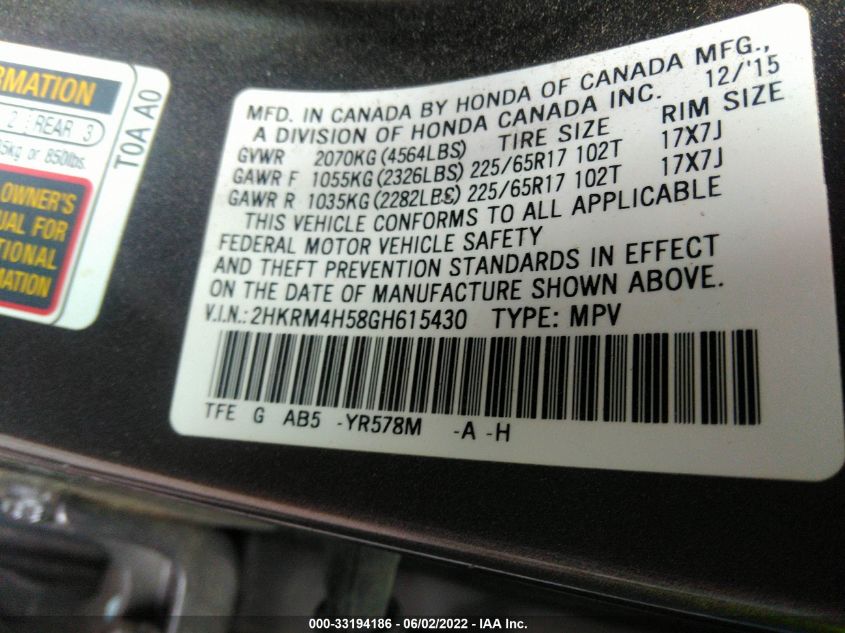 RMATION
2 REAR 3
5kg or 850lbs.
OWNER'S
UAL FOR
TIONAL
MATION
T0A A0
MFD. IN CANADA BY HONDA OF CANADA MFG.,
A DIVISION OF HONDA CANADA INC. 12/'15
GVWR 2070KG (4564LBS) TIRE SIZE RIM SIZE
GAWR F 1055KG (2326LBS) 225/65R17 102T 17X7J
GAWR R 1035KG (2282LBS) 225/65R17 102T 17X7J
THIS VEHICLE CONFORMS TO ALL APPLICABLE
FEDERAL MOTOR VEHICLE SAFETY
AND THEFT PREVENTION STANDARDS IN EFFECT
ON THE DATE OF MANUFACTURE SHOWN ABOVE.
V.I.N.: 2HKRM4H58GH615430 TYPE: MPV
TFE G AB5 -YR578M -A -H
000-33194186 - 06/02/2022 - IAA Inc.